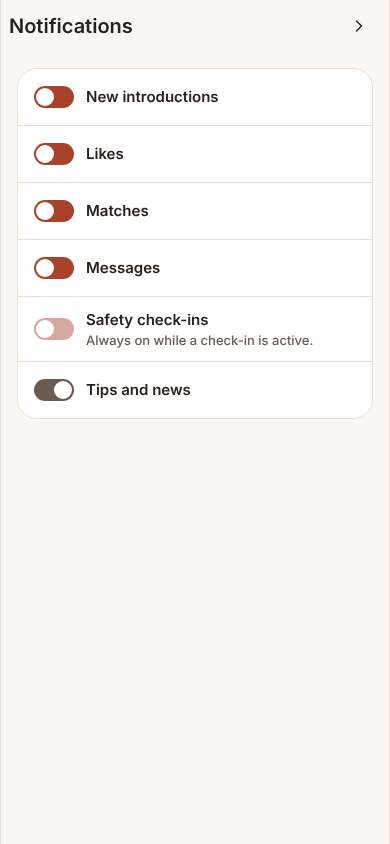 Notifications
New introductions
Likes
Matches
Messages
Safety check-ins
Always on while a check-in is active.
Tips and news